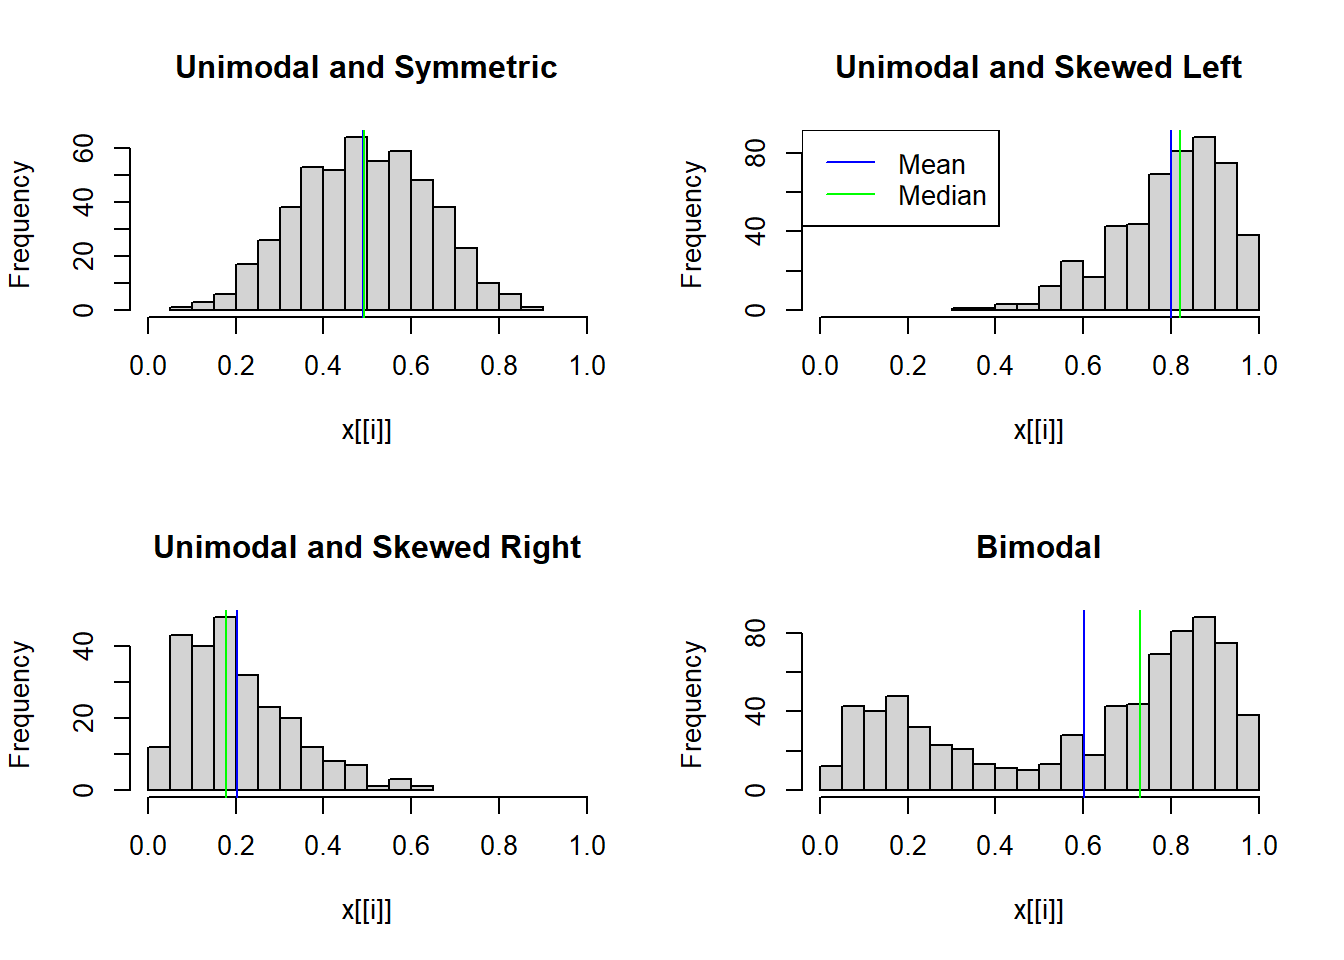 Unimodal and Symmetric
Frequency
0 20 40 60
0.0 0.2 0.4 0.6 0.8 1.0
x[[i]]
Unimodal and Skewed Left
Mean
Median
Frequency
0 40 80
0.0 0.2 0.4 0.6 0.8 1.0
x[[i]]
Unimodal and Skewed Right
Frequency
0 20 40
0.0 0.2 0.4 0.6 0.8 1.0
x[[i]]
Bimodal
Frequency
0 40 80
0.0 0.2 0.4 0.6 0.8 1.0
x[[i]]